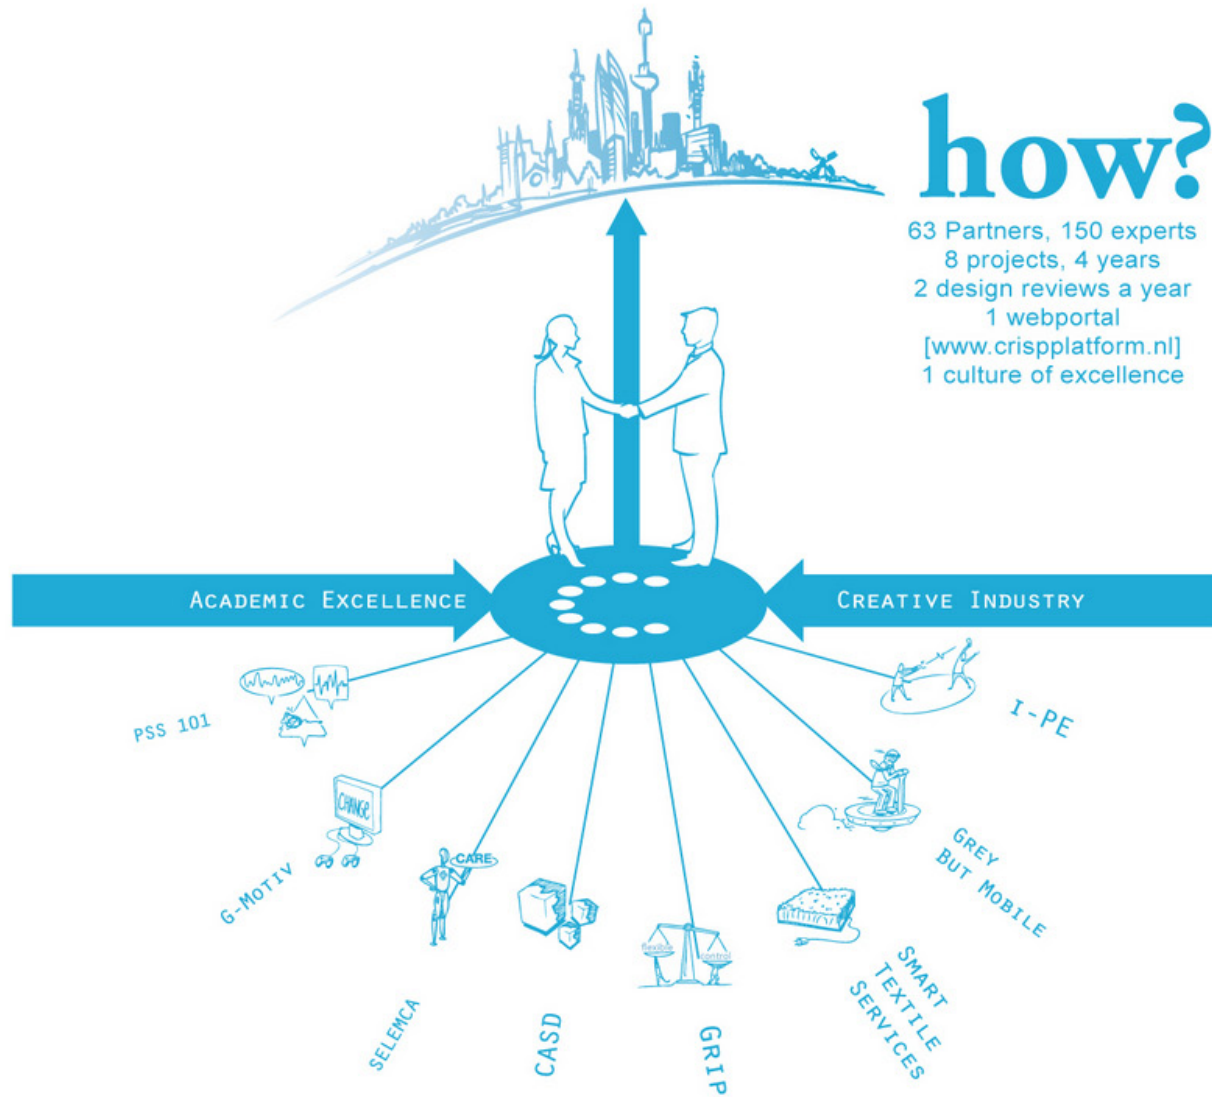 how?
63 Partners, 150 experts
8 projects, 4 years
2 design reviews a year
1 webportal
[www.crispplatform.nl]
1 culture of excellence
ACADEMIC EXCELLENCE
CREATIVE INDUSTRY
PSS 101
CHANGE
G-MOTIV
CARE
SELEMCA
CASD
flexible
control
GRIP
SMART
TEXTILE
SERVICES
GREY
BUT MOBILE
I-PE